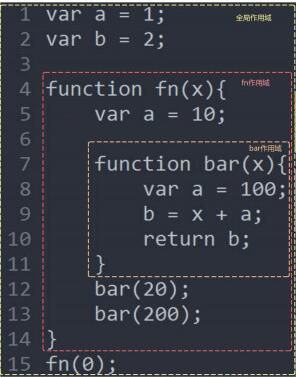 1 var a = 1; 全局作用域
2 var b = 2;
3
4 function fn(x){ fn作用域
5 var a = 10;
6
7 function bar(x){ bar作用域
8 var a = 100;
9 b = x + a;
10 return b;
11 }
12 bar(20);
13 bar(200);
14 }
15 fn(0);